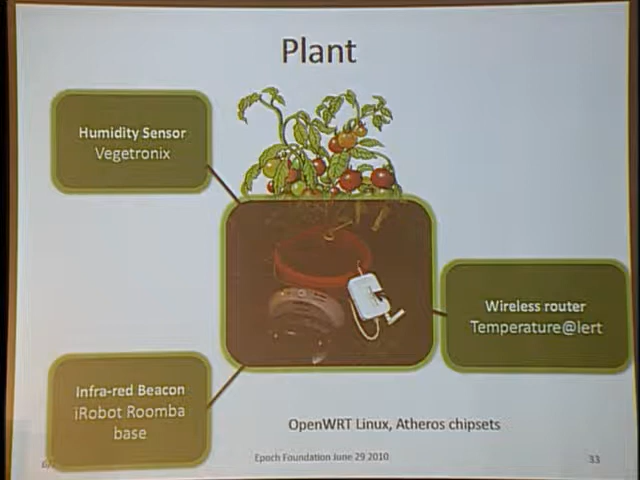 Plant
Humidity Sensor
Vegetronix
Wireless router
Temperature@lert
Infra-red Beacon
iRobot Roomba
base
OpenWRT Linux, Atheros chipsets
Epoch Foundation June 29 2010
33